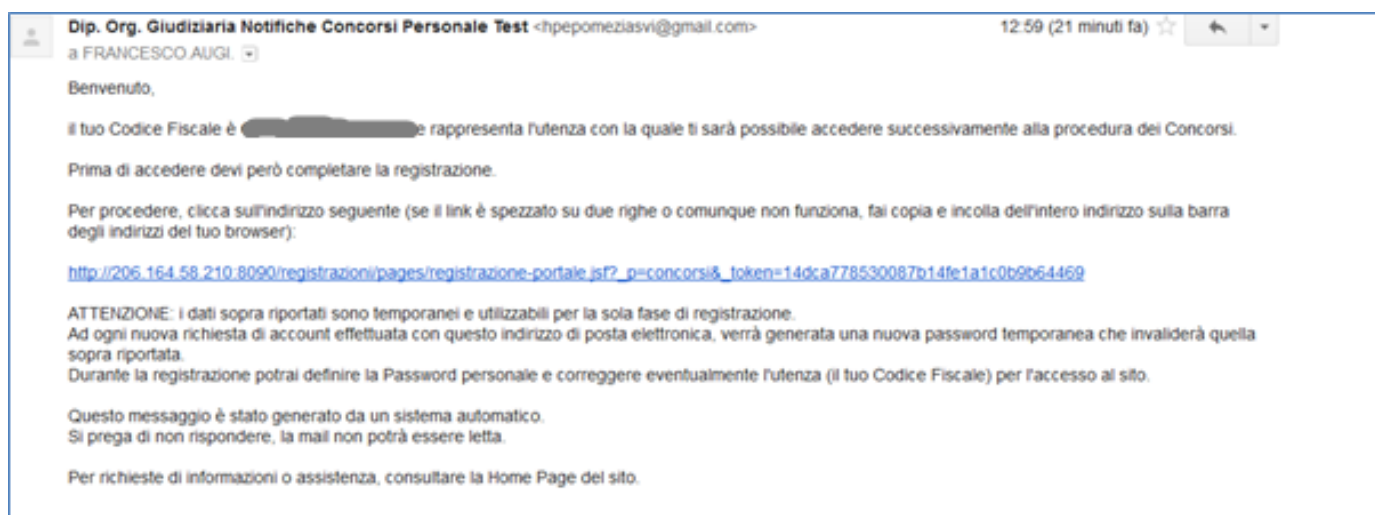 Dip. Org. Giudiziaria Notifiche Concorsi Personale Test <hpepomeziasvi@gmail.com> 12:59 (21 minuti fa)
a FRANCESCO.AUGI.
Benvenuto,
il tuo Codice Fiscale è e rappresenta l'utenza con la quale ti sarà possibile accedere successivamente alla procedura dei Concorsi.
Prima di accedere devi però completare la registrazione.
Per procedere, clicca sull'indirizzo seguente (se il link è spezzato su due righe o comunque non funziona, fai copia e incolla dell'intero indirizzo sulla barra
degli indirizzi del tuo browser):
http://206.164.58.210:8090/registrazioni/pages/registrazione-portale.jsf?_p=concorsi&_token=14dca778530087b14fe1a1c0b9b64469
ATTENZIONE: i dati sopra riportati sono temporanei e utilizzabili per la sola fase di registrazione.
Ad ogni nuova richiesta di account effettuata con questo indirizzo di posta elettronica, verrà generata una nuova password temporanea che invaliderà quella
sopra riportata.
Durante la registrazione potrai definire la Password personale e correggere eventualmente l'utenza (il tuo Codice Fiscale) per l'accesso al sito.
Questo messaggio è stato generato da un sistema automatico.
Si prega di non rispondere, la mail non potrà essere letta.
Per richieste di informazioni o assistenza, consultare la Home Page del sito.